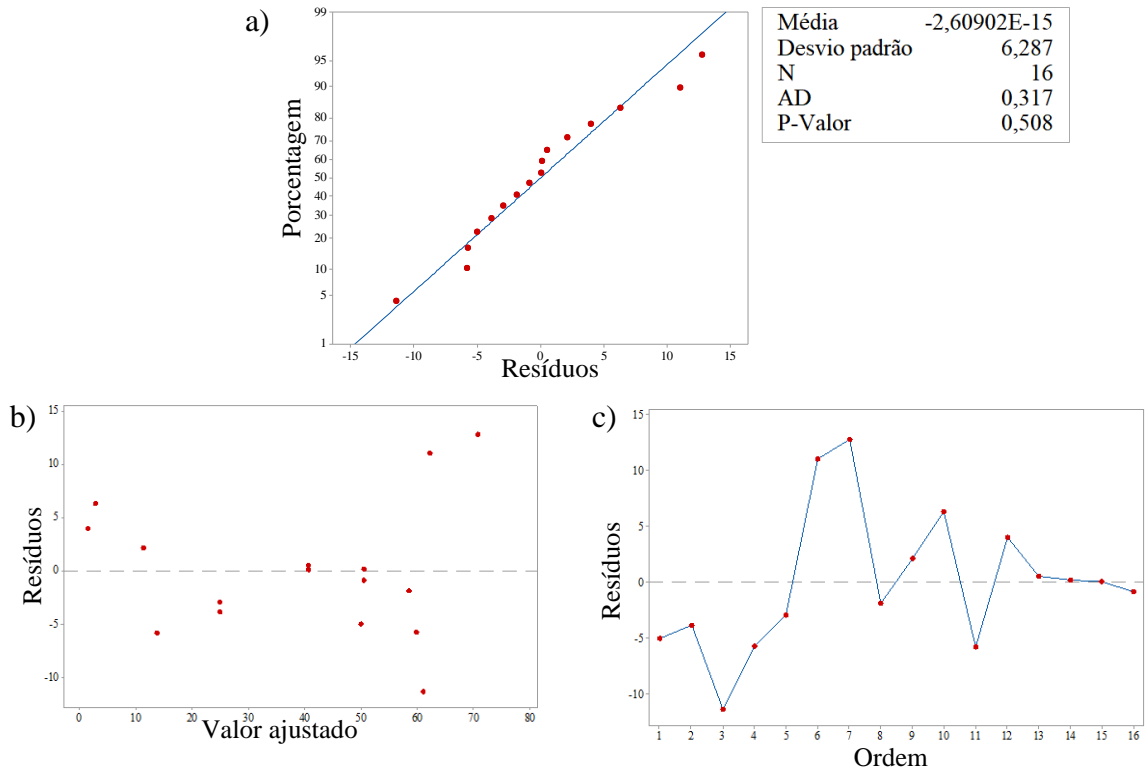 a)
99
95
90
80
70
60
50
40
30
20
10
5
1
Porcentagem
-15 -10 -5 0 5 10 15
Resíduos
Média -2,60902E-15
Desvio padrão 6,287
N 16
AD 0,317
P-Valor 0,508
b)
15
10
5
0
-5
-10
Resíduos
0 10 20 30 40 50 60 70 80
Valor ajustado
c)
15
10
5
0
-5
-10
Resíduos
1 2 3 4 5 6 7 8 9 10 11 12 13 14 15 16
Ordem